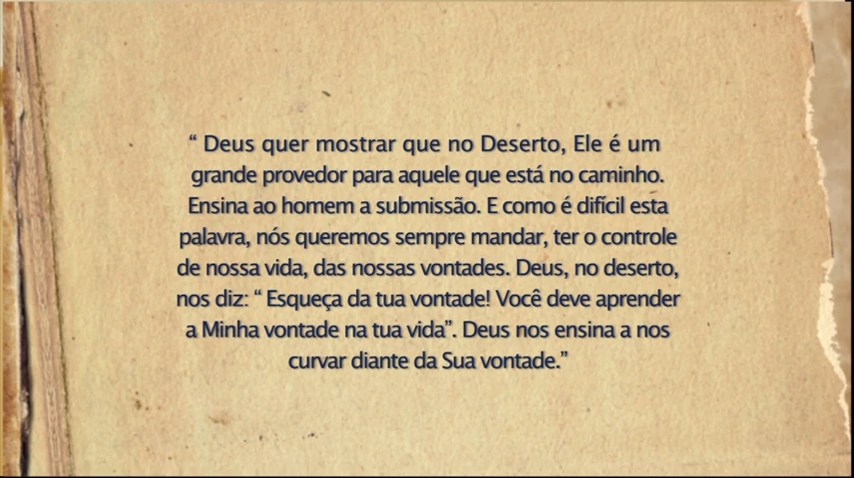 “ Deus quer mostrar que no Deserto, Ele é um
grande provedor para aquele que está no caminho.
Ensina ao homem a submissão. E como é difícil esta
palavra, nós queremos sempre mandar, ter o controle
de nossa vida, das nossas vontades. Deus, no deserto,
nos diz: “ Esqueça da tua vontade! Você deve aprender
a Minha vontade na tua vida”. Deus nos ensina a nos
curvar diante da Sua vontade.”